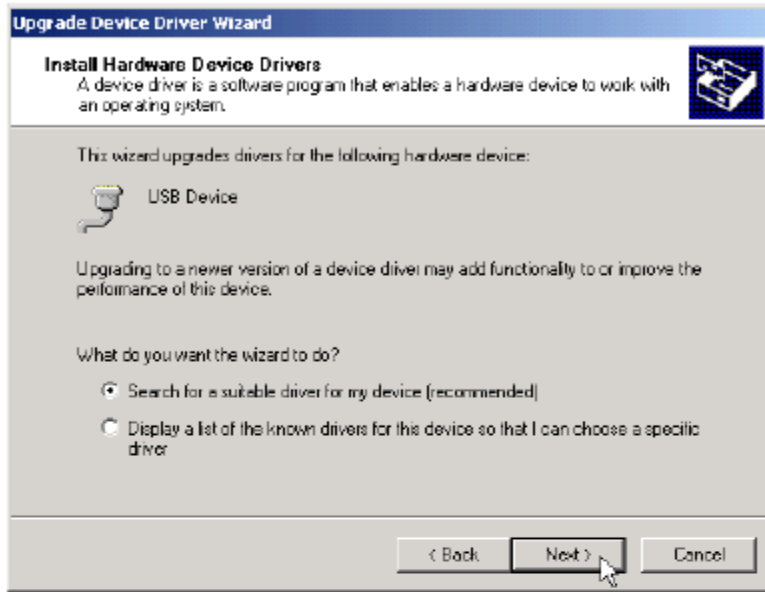 Upgrade Device Driver Wizard
Install Hardware Device Drivers
A device driver is a software program that enables a hardware device to work with
an operating system.
This wizard upgrades drivers for the following hardware device:
USB Device
Upgrading to a newer version of a device driver may add functionality to or improve the
performance of this device.
What do you want the wizard to do?
Search for a suitable driver for my device (recommended)
Display a list of the known drivers for this device so that I can choose a specific
driver
< Back
Next >
Cancel